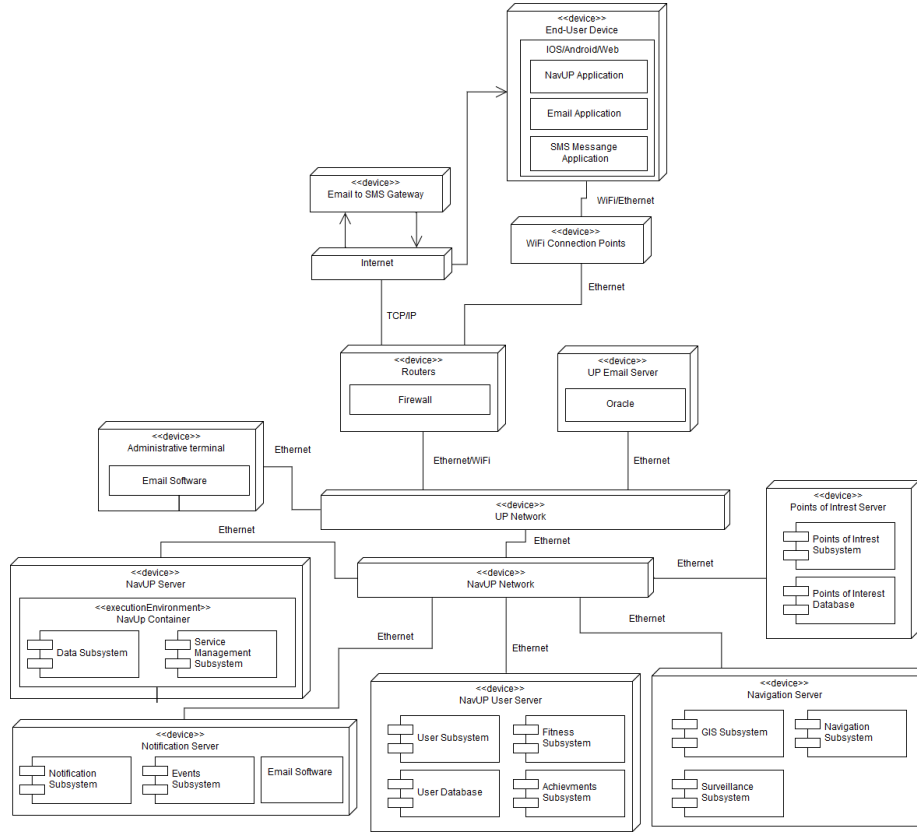 <<device>>
End-User Device
IOS/Android/Web
NavUP Application
Email Application
SMS Messange
Application
<<device>>
Email to SMS Gateway
WiFi/Ethernet
<<device>>
WiFi Connection Points
Internet
Ethernet
TCP/IP
<<device>>
Routers
Firewall
<<device>>
UP Email Server
Oracle
<<device>>
Administrative terminal
Email Software
Ethernet
Ethernet/WiFi
Ethernet
<<device>>
UP Network
<<device>>
Points of Intrest Server
Points of Intrest
Subsystem
Points of Interest
Database
Ethernet
Ethernet
<<device>>
NavUP Network
Ethernet
<<device>>
NavUP Server
<<executionEnvironment>>
NavUp Container
Data Subsystem
Service
Management
Subsystem
Ethernet
Ethernet
Ethernet
<<device>>
Notification Server
Notification
Subsystem
Events
Subsystem
Email Software
<<device>>
NavUP User Server
User Subsystem
Fitness
Subsystem
User Database
Achievments
Subsystem
<<device>>
Navigation Server
GIS Subsystem
Navigation
Subsystem
Surveillance
Subsystem